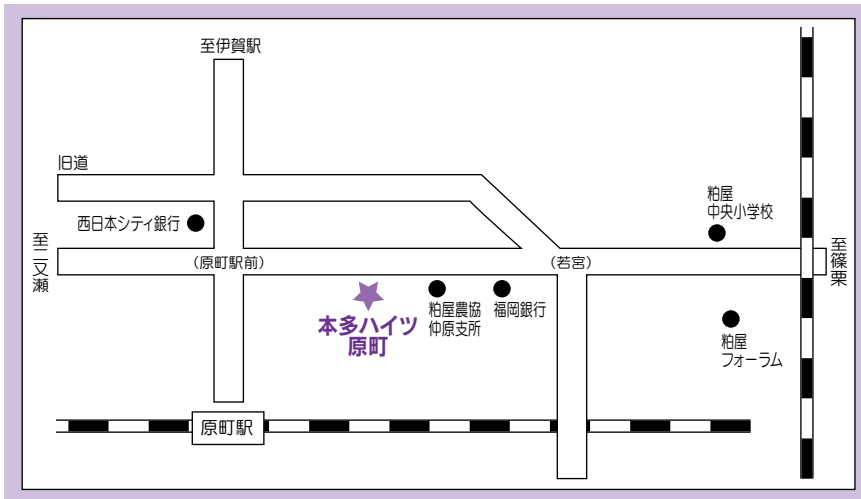 至伊賀駅
旧道
西日本シティ銀行
粕屋
中央小学校
至二又瀬
(原町駅前)
(若宮)
至篠栗
本多ハイツ
原町
粕屋農協
仲原支所
福岡銀行
粕屋
フォーラム
原町駅